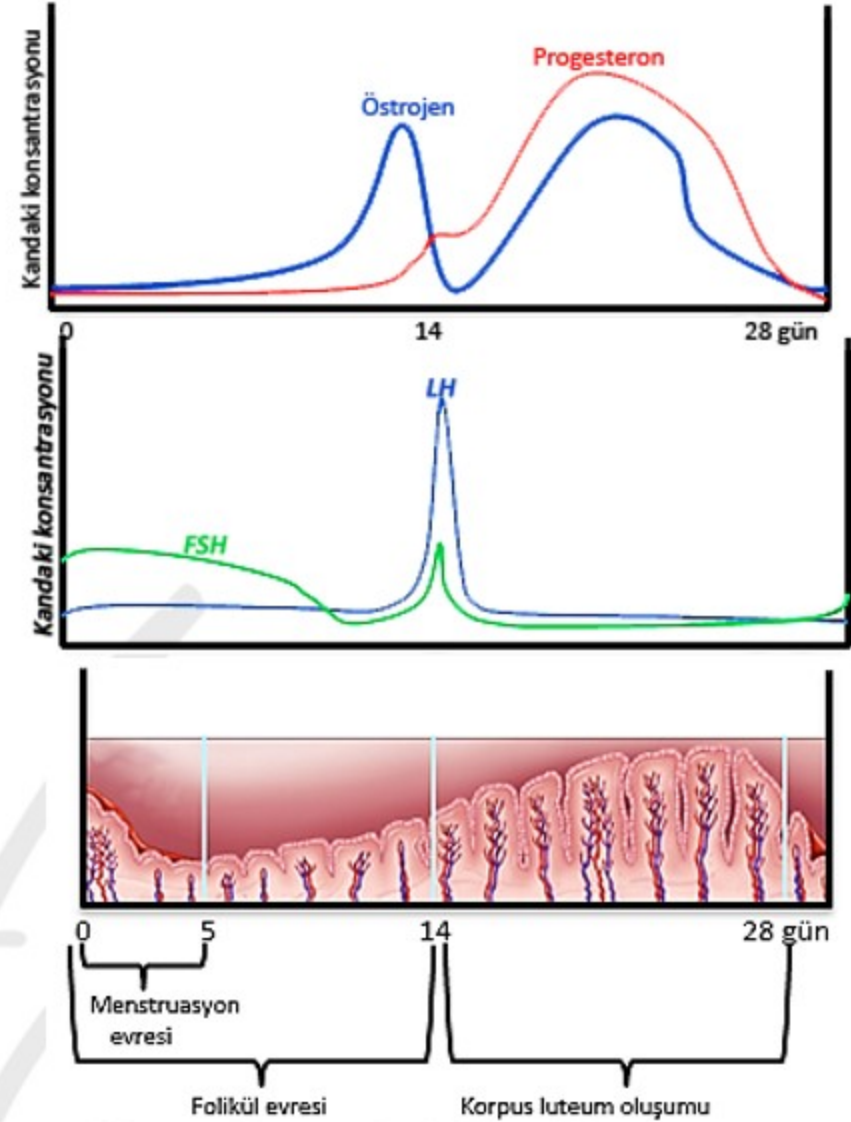 Kandaki konsantrasyonu
Progesteron
Östrojen
0 14 28 gün
Kandaki konsantrasyonu
LH
FSH
0 5 14 28 gün
Menstruasyon
evresi
Folikül evresi Korpus luteum oluşumu